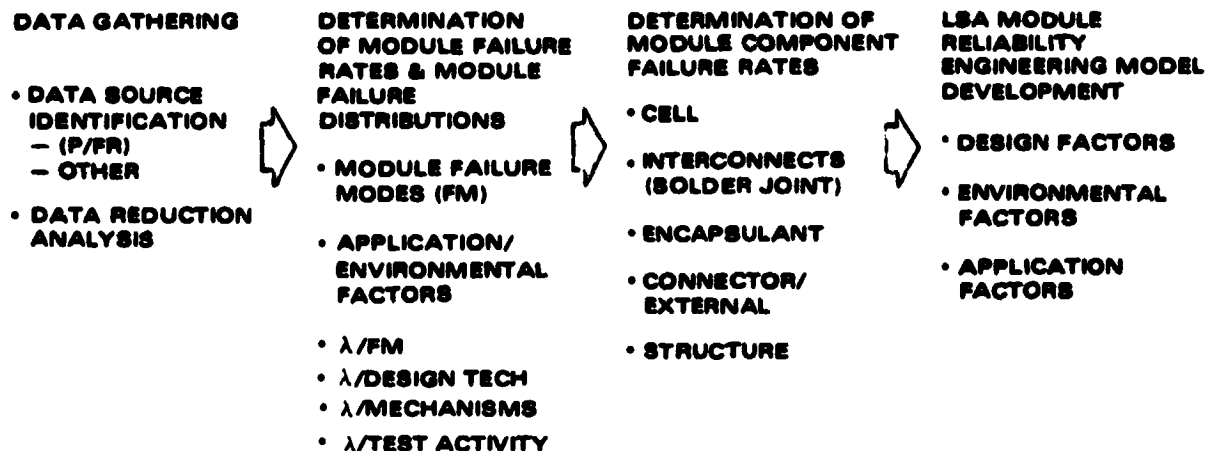 DATA GATHERING
• DATA SOURCE
IDENTIFICATION
– (P/FR)
– OTHER
• DATA REDUCTION
ANALYSIS
DETERMINATION
OF MODULE FAILURE
RATES & MODULE
FAILURE
DISTRIBUTIONS
• MODULE FAILURE
MODES (FM)
• APPLICATION/
ENVIRONMENTAL
FACTORS
• λ/FM
• λ/DESIGN TECH
• λ/MECHANISMS
• λ/TEST ACTIVITY
DETERMINATION OF
MODULE COMPONENT
FAILURE RATES
• CELL
• INTERCONNECTS
(SOLDER JOINT)
• ENCAPSULANT
• CONNECTOR/
EXTERNAL
• STRUCTURE
LSA MODULE
RELIABILITY
ENGINEERING MODEL
DEVELOPMENT
• DESIGN FACTORS
• ENVIRONMENTAL
FACTORS
• APPLICATION
FACTORS